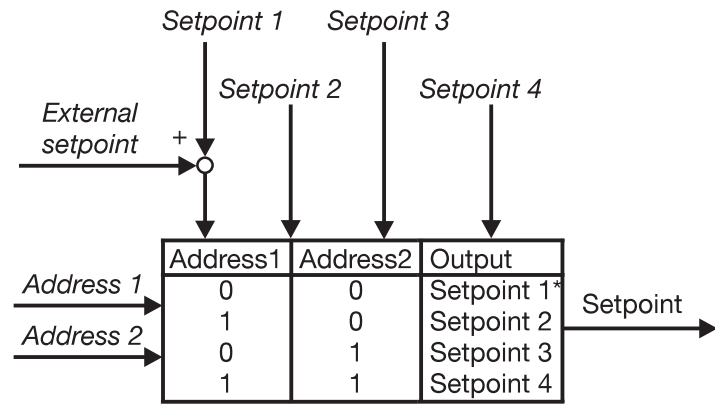 Setpoint 1
Setpoint 3
Setpoint 2
Setpoint 4
External
setpoint
+
Address1 Address2 Output
Address 1
0 0 Setpoint 1*
1 0 Setpoint 2
Setpoint
Address 2
0 1 Setpoint 3
1 1 Setpoint 4